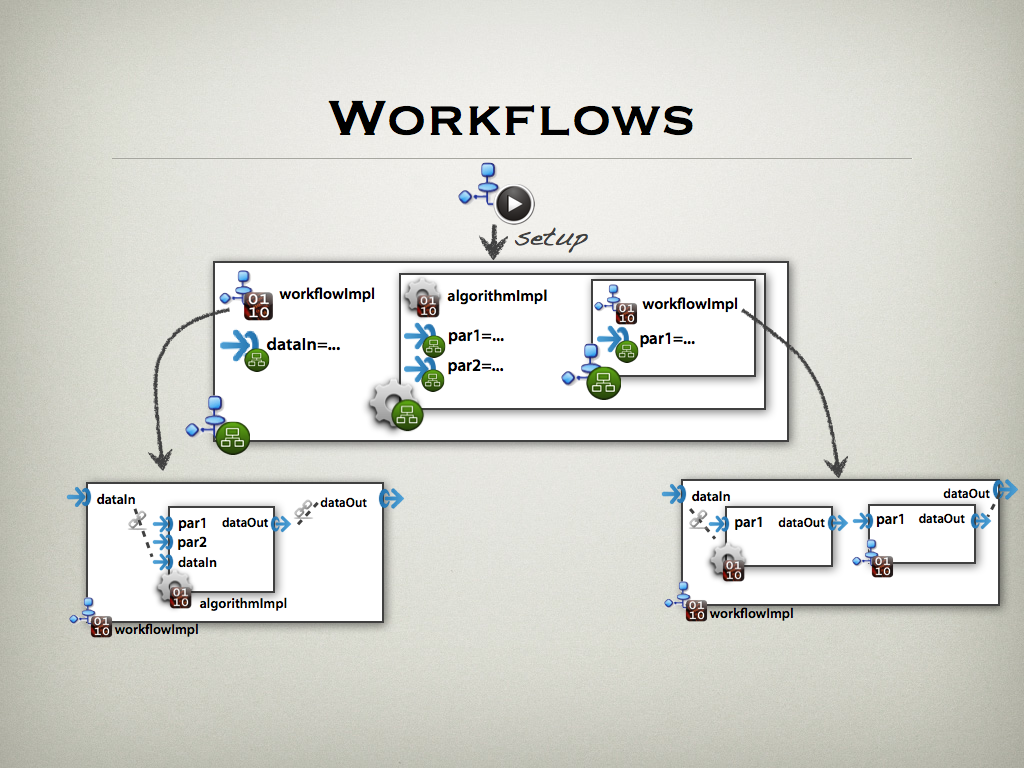 WORKFLOWS
setup
workflowImpl
dataIn=...
algorithmImpl
par1=...
par2=...
workflowImpl
par1=...
dataIn
par1
par2
dataIn
dataOut
dataOut
algorithmImpl
workflowImpl
dataIn
par1
dataOut
par1
dataOut
dataOut
workflowImpl
01
10
01
10
01
10
01
10
01
10
01
10
01
10
01
10